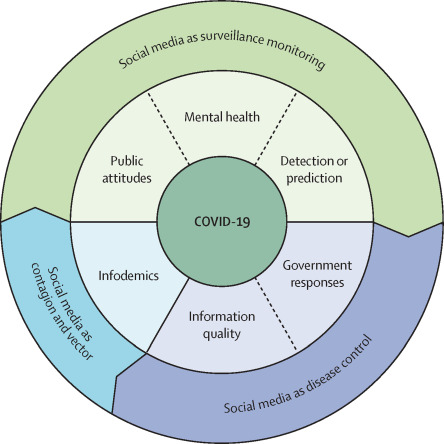 Social media as surveillance monitoring
Mental health
Public
attitudes
Detection or
prediction
COVID-19
Infodemics
Government
responses
Information
quality
Social media as
contagion and vector
Social media as disease control